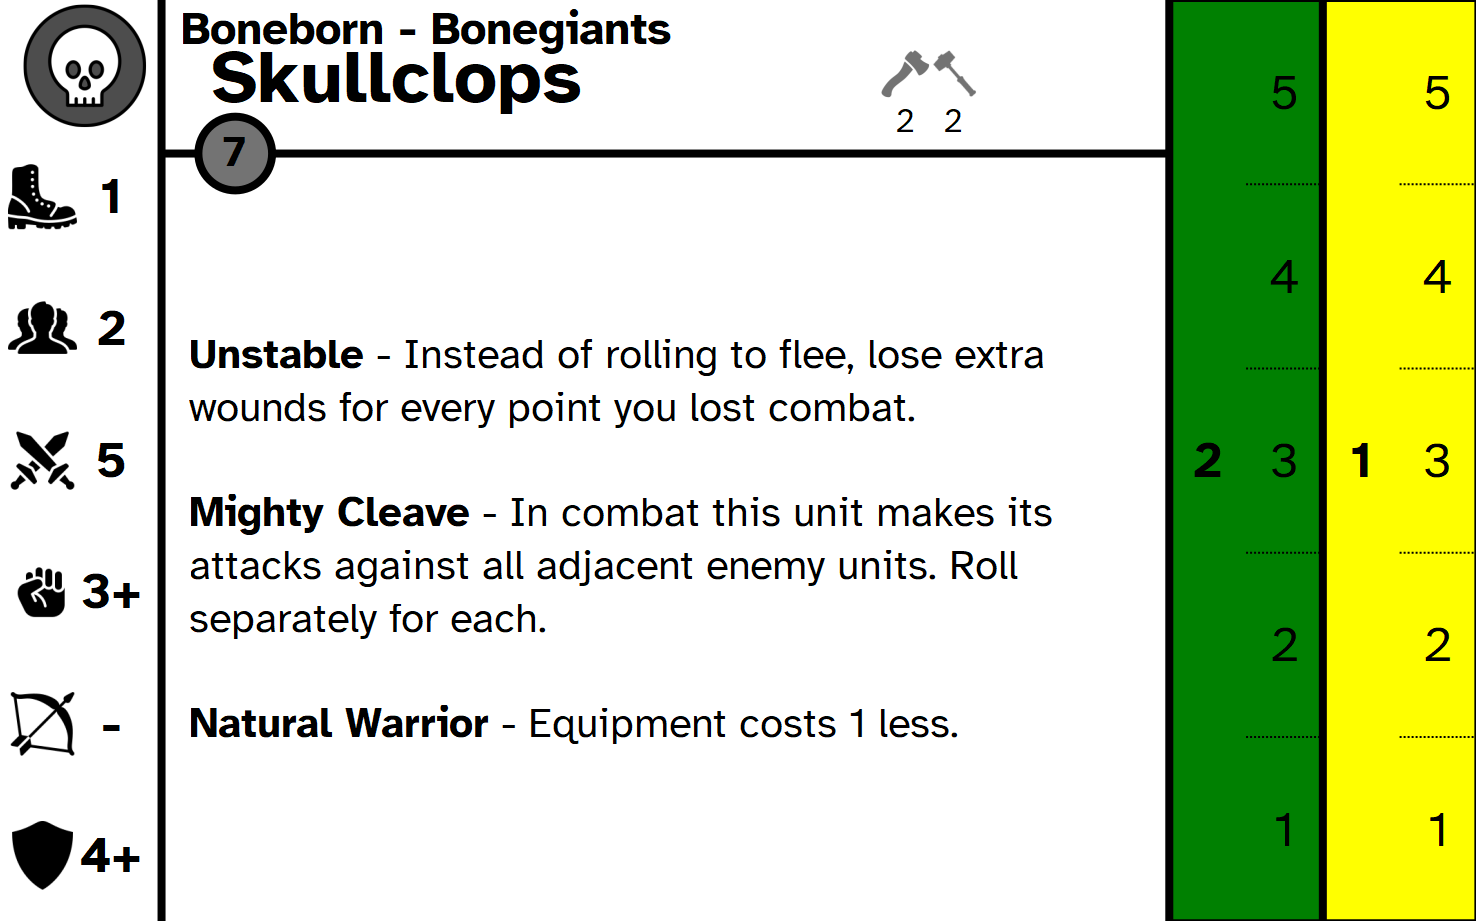 Boneborn - Bonegiants
Skullclops
2 2
7
1
2
5
3+
-
4+
Unstable - Instead of rolling to flee, lose extra
wounds for every point you lost combat.
Mighty Cleave - In combat this unit makes its
attacks against all adjacent enemy units. Roll
separately for each.
Natural Warrior - Equipment costs 1 less.
5 5
4 4
2 3 1 3
2 2
1 1